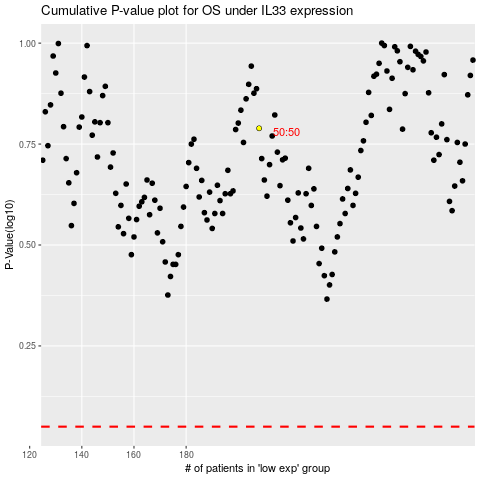 Cumulative P-value plot for OS under IL33 expression
P-Value(log10)
1.00
0.75
0.50
0.25
50:50
120 140 160 180
# of patients in 'low exp' group